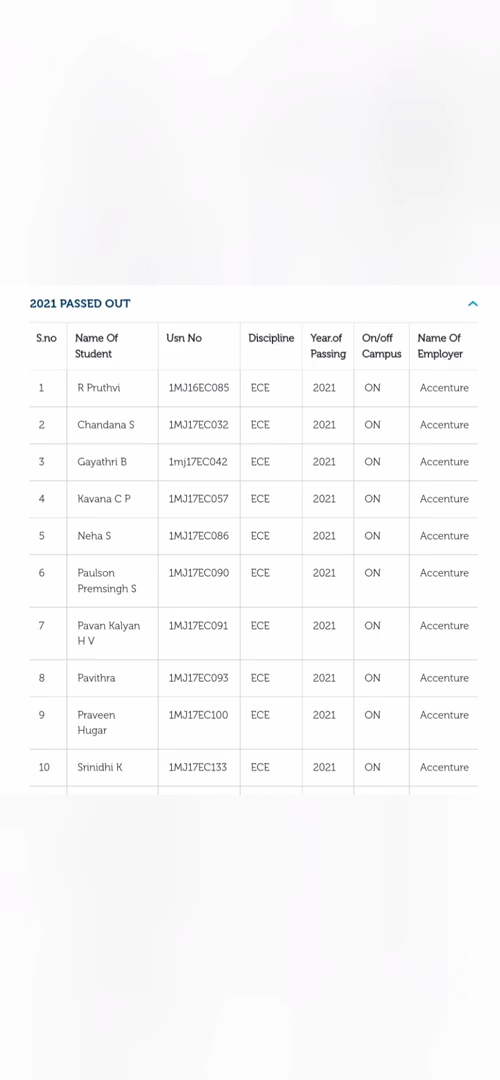 2021 PASSED OUT
S.no Name Of Student Usn No Discipline Year.of Passing On/off Campus Name Of Employer
1 R Pruthvi 1MJ16EC085 ECE 2021 ON Accenture
2 Chandana S 1MJ17EC032 ECE 2021 ON Accenture
3 Gayathri B 1mj17EC042 ECE 2021 ON Accenture
4 Kavana C P 1MJ17EC057 ECE 2021 ON Accenture
5 Neha S 1MJ17EC086 ECE 2021 ON Accenture
6 Paulson Premsingh S 1MJ17EC090 ECE 2021 ON Accenture
7 Pavan Kalyan H V 1MJ17EC091 ECE 2021 ON Accenture
8 Pavithra 1MJ17EC093 ECE 2021 ON Accenture
9 Praveen Hugar 1MJ17EC100 ECE 2021 ON Accenture
10 Srinidhi K 1MJ17EC133 ECE 2021 ON Accenture